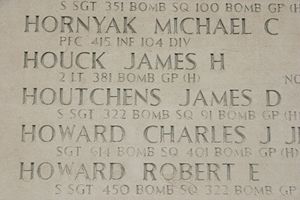 S SGT 351 BOMB SQ 100 BOMB GP (H)
HORNYAK MICHAEL C
PFC 415 INF 104 DIV
HOUCK JAMES H
2 LT 381 BOMB GP (H)
HOUTCHENS JAMES D
S SGT 322 BOMB SQ 91 BOMB GP (H)
HOWARD CHARLES J
SGT 614 BOMB SQ 401 BOMB GP (H)
HOWARD ROBERT E
S SGT 450 BOMB SQ 322 BOMB GP